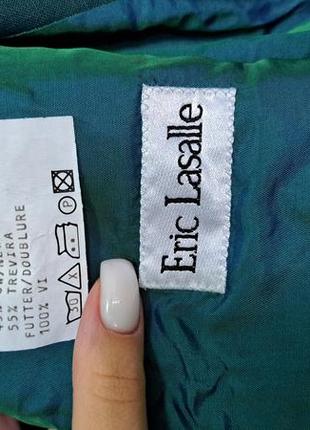 55% TREVIRA
FUTTER/DOUBLURE
100% VI
30
P
Eric Lasalle